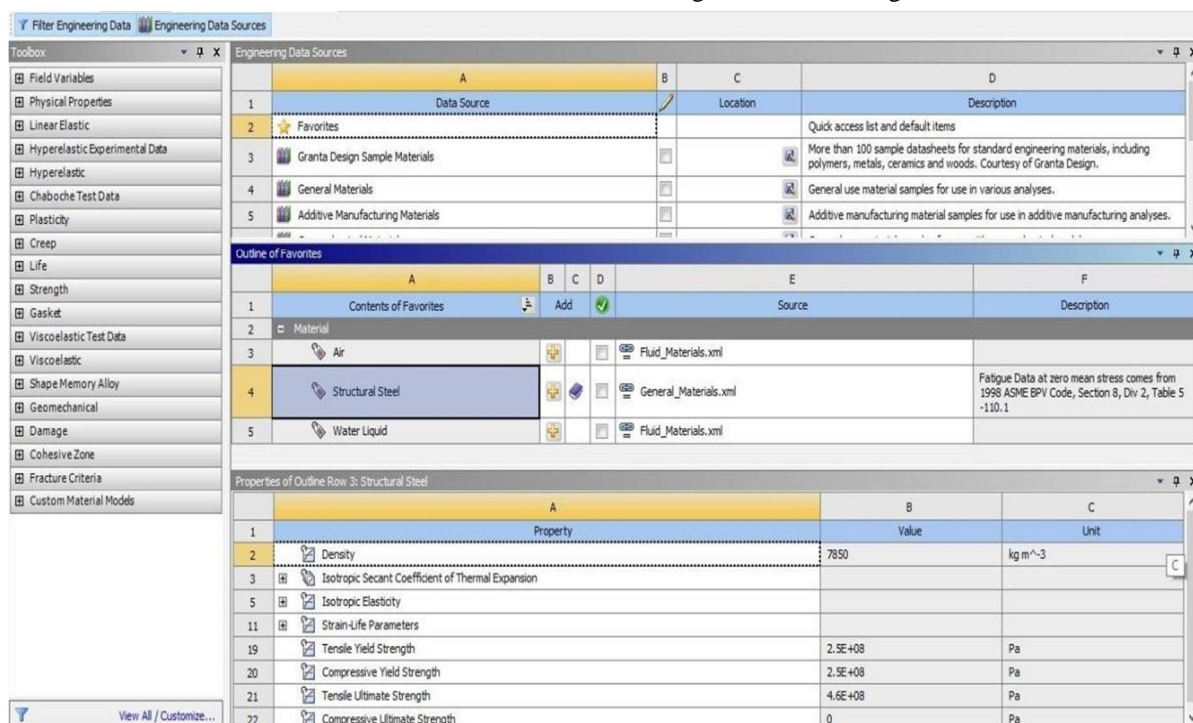 Filter Engineering Data Engineering Data Sources
Toolbox
Field Variables
Physical Properties
Linear Elastic
Hyperelastic Experimental Data
Hyperelastic
Chaboche Test Data
Plasticity
Creep
Life
Strength
Gasket
Viscoelastic Test Data
Viscoelastic
Shape Memory Alloy
Geomechanical
Damage
Cohesive Zone
Fracture Criteria
Custom Material Models
View All / Customize...
Engineering Data Sources
A B C D
1 Data Source Location Description
2 Favorites Quick access list and default items
3 Granta Design Sample Materials More than 100 sample datasheets for standard engineering materials, including
polymers, metals, ceramics and woods. Courtesy of Granta Design.
4 General Materials General use material samples for use in various analyses.
5 Additive Manufacturing Materials Additive manufacturing material samples for use in additive manufacturing analyses.
Outline of Favorites
A B C D E F
1 Contents of Favorites Add Source Description
2 Material
3 Air Fluid_Materials.xml
4 Structural Steel General_Materials.xml Fatigue Data at zero mean stress comes from
1998 ASME BPV Code, Section 8, Div 2, Table 5
-110.1
5 Water Liquid Fluid_Materials.xml
Properties of Outline Row 3: Structural Steel
A B C
1 Property Value Unit
2 Density 7850 kg m^-3
C
3 Isotropic Secant Coefficient of Thermal Expansion
5 Isotropic Elasticity
11 Strain-Life Parameters
19 Tensile Yield Strength 2.5E+08 Pa
20 Compressive Yield Strength 2.5E+08 Pa
21 Tensile Ultimate Strength 4.6E+08 Pa
22 Compressive Ultimate Strength 0 Pa